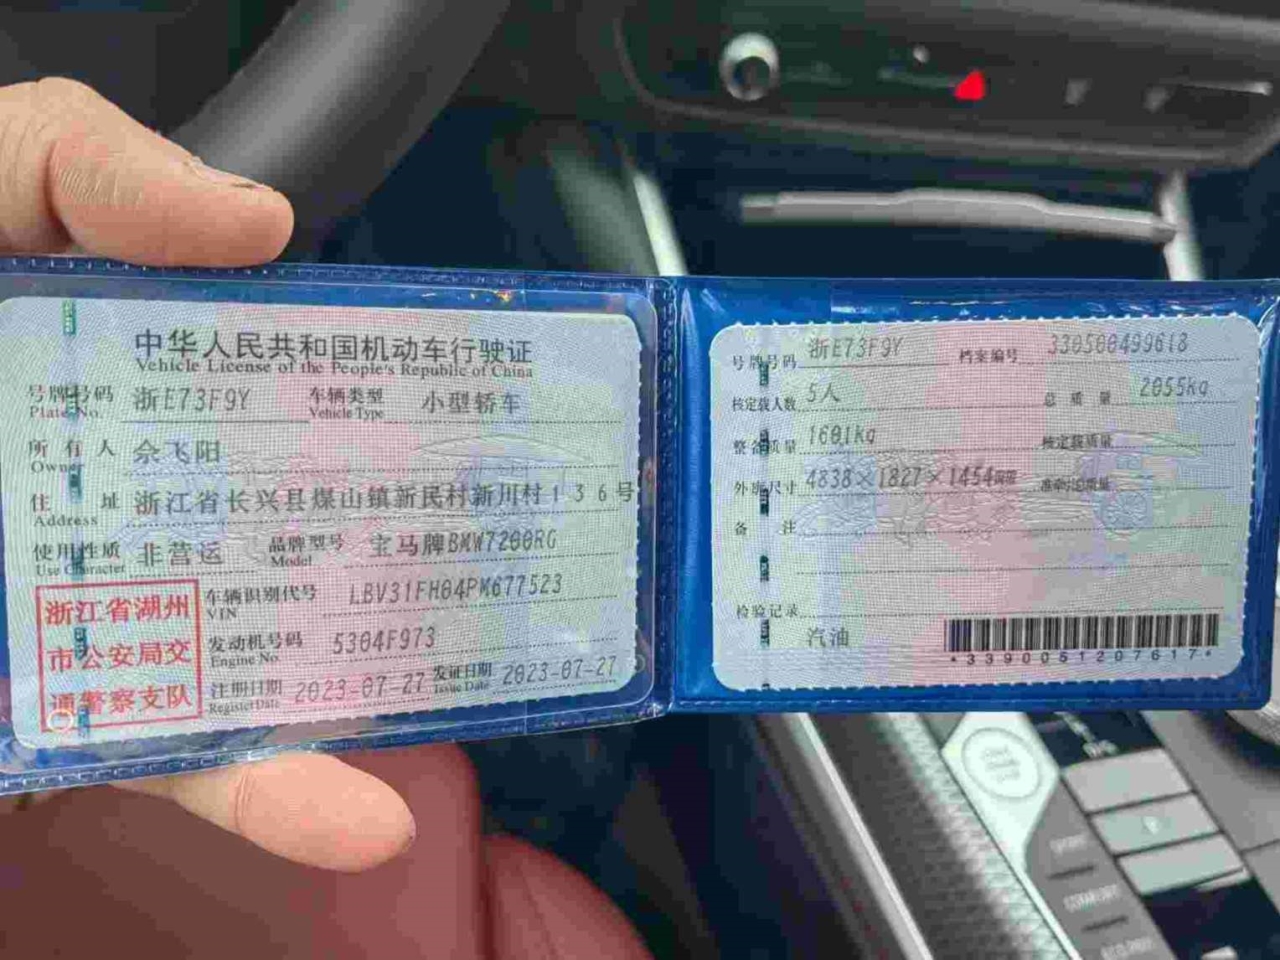 中华人民共和国机动车行驶证
Vehicle License of the People's Republic of China
号牌号码 浙E73F9Y 车辆类型 小型轿车
Plate No. Vehicle Type
所有人 佘飞阳
Owner
住址 浙江省长兴县煤山镇新民村新川村136号
Address
使用性质 非营运 品牌型号 宝马牌BMW7200RG
Use Character Model
浙江省湖州
市公安局交
通警察支队
车辆识别代号 LBV31FH04PM677523
VIN
发动机号码 5304F973
Engine No.
注册日期 2023-07-27 发证日期 2023-07-27
Register Date Issue Date
号牌号码 浙E73F9Y 档案编号 330500499618
核定载人数 5人 总质量 2055kg
整备质量 1601kg 核定载质量
外廓尺寸 4838×1827×1454mm 准牵引总质量
备注
检验记录
汽油
*3390051207617*